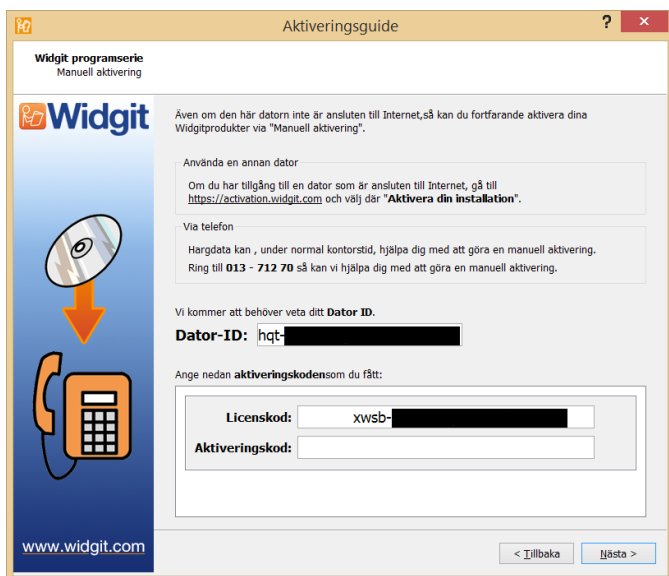 Aktiveringsguide
Widgit programserie
Manuell aktivering
Widgit
Även om den här datorn inte är ansluten till Internet,så kan du fortfarande aktivera dina
Widgitprodukter via "Manuell aktivering".
Använda en annan dator
Om du har tillgång till en dator som är ansluten till Internet, gå till
https://activation.widgit.com och välj där "Aktivera din installation".
Via telefon
Hargdata kan , under normal kontorstid, hjälpa dig med att göra en manuell aktivering.
Ring till 013 - 712 70 så kan vi hjälpa dig med att göra en manuell aktivering.
Vi kommer att behöver veta ditt Dator ID.
Dator-ID: hqt-
Ange nedan aktiveringskodensom du fått:
Licenskod: xwsb-
Aktiveringskod:
www.widgit.com
< Tillbaka Nästa >